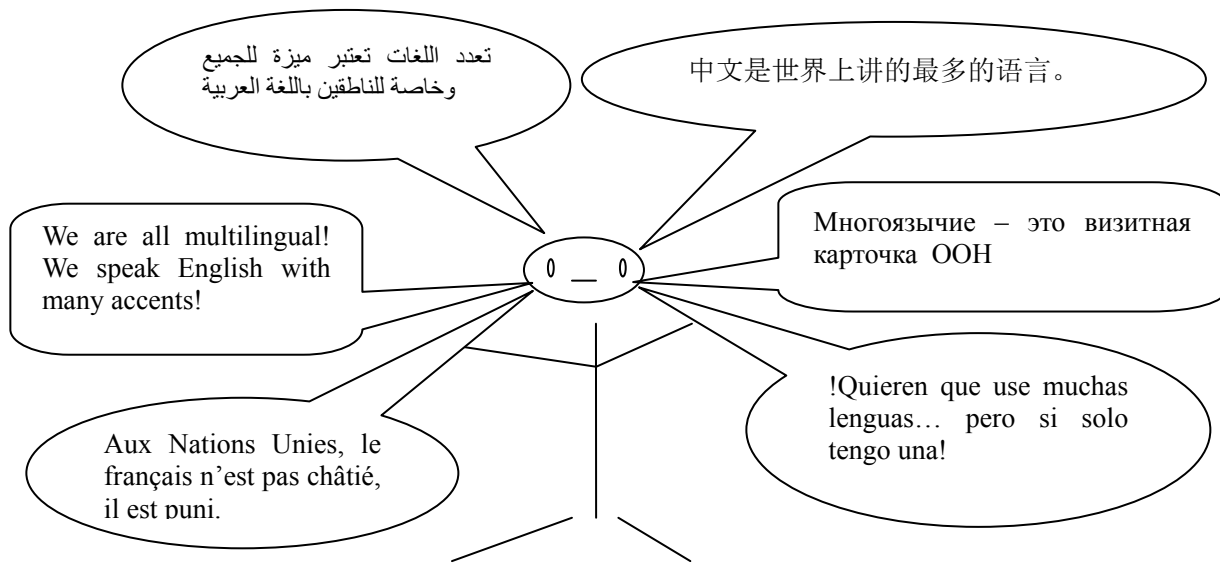 تعدد اللغات تعتبر ميزة للجميع
وخاصة للناطقين باللغة العربية
中文是世界上讲的最多的语言。
We are all multilingual!
We speak English with
many accents!
Многоязычие – это визитная
карточка ООН
Aux Nations Unies, le
français n’est pas châtié,
il est puni.
!Quieren que use muchas
lenguas… pero si solo
tengo una!